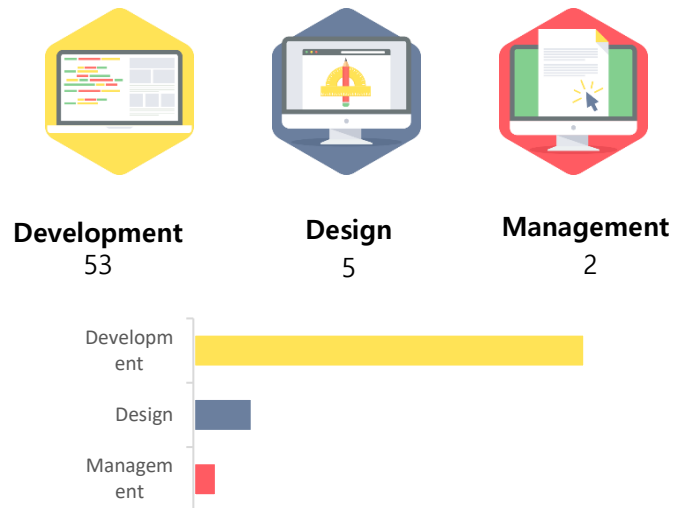 Development
53
Design
5
Management
2
Developm
ent
Design
Managem
ent